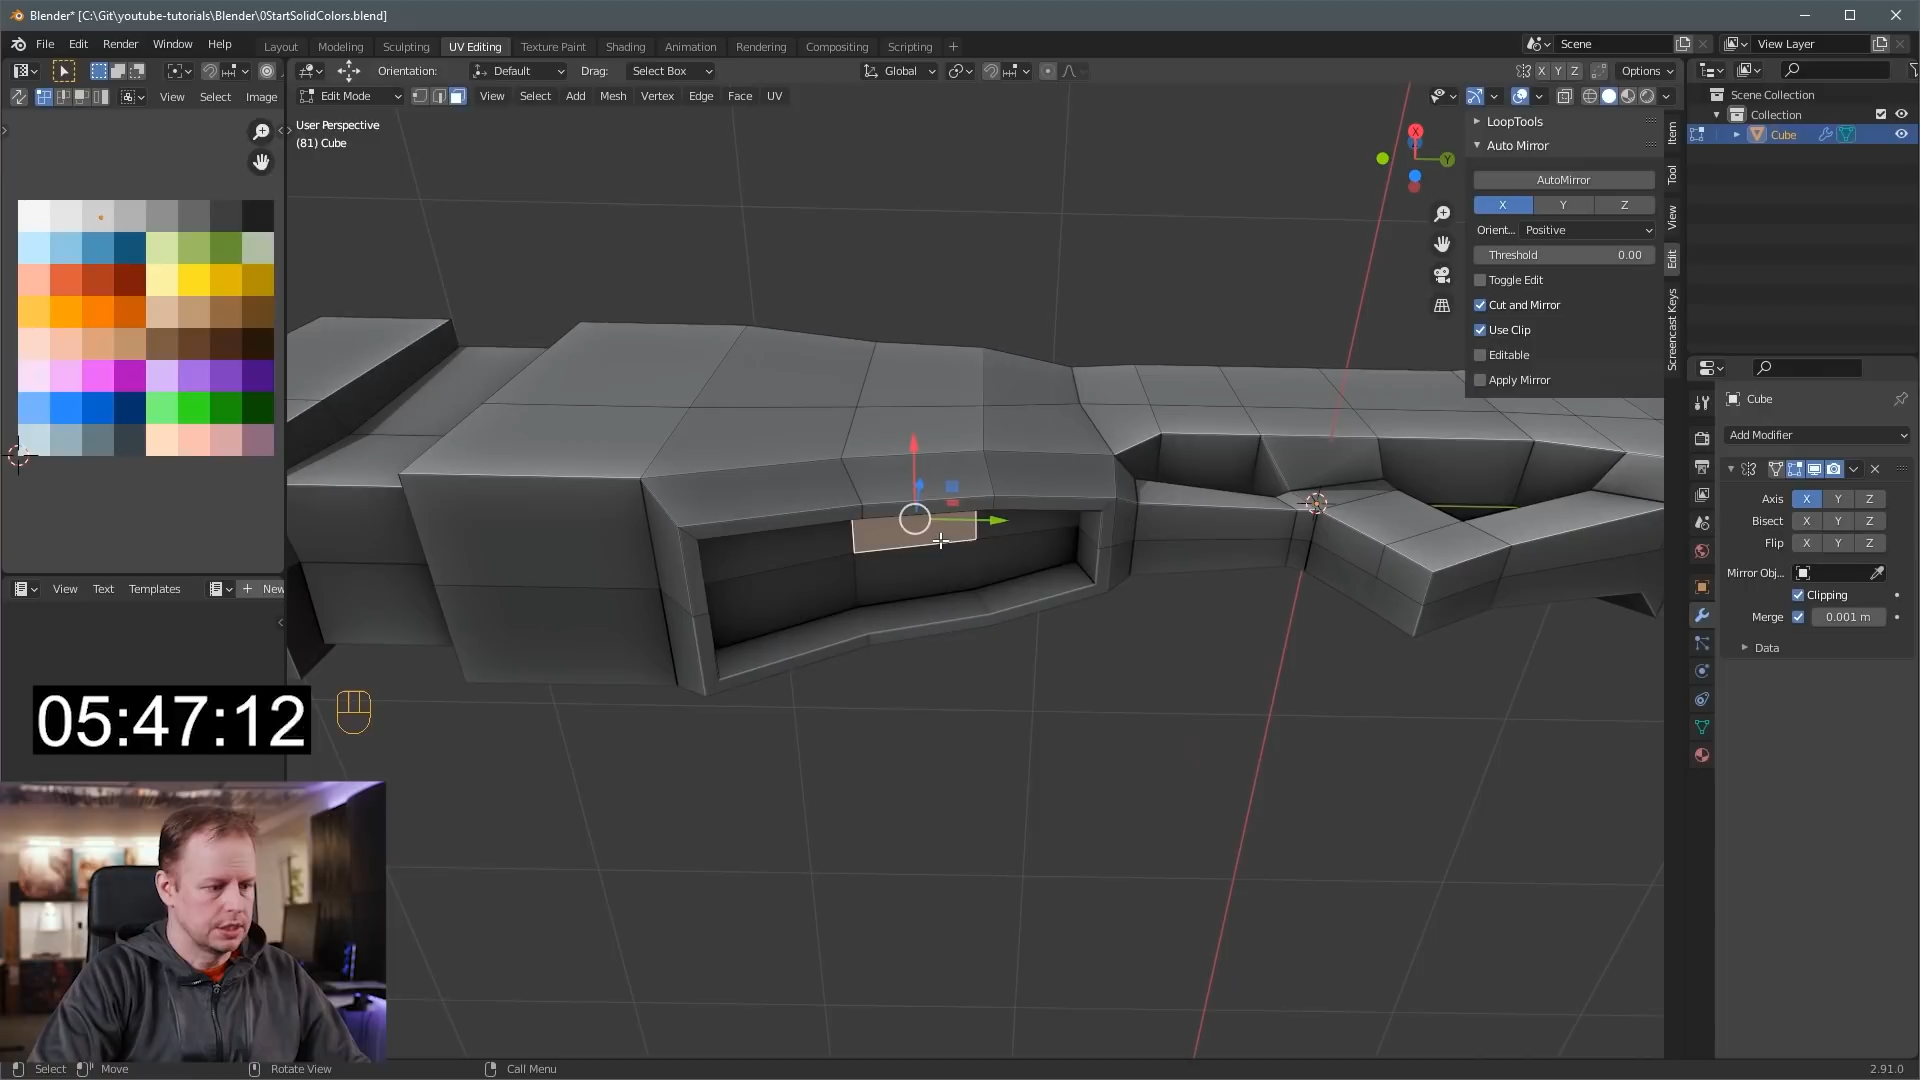 Blender* [C:\Git\youtube-tutorials\Blender\0StartSolidColors.blend]
File Edit Render Window Help Layout Modeling Sculpting UV Editing Texture Paint Shading Animation Rendering Compositing Scripting + Scene View Layer
Orientation: Default Drag: Select Box Global X Y Z Options
View Select Image Edit Mode View Select Add Mesh Vertex Edge Face UV
Scene Collection
Collection
Cube
User Perspective
(81) Cube
X
Y
LoopTools
Auto Mirror
AutoMirror
X Y Z
Orient... Positive
Threshold 0.00
Toggle Edit
Cut and Mirror
Use Clip
Editable
Apply Mirror
Item
Tool
View
Edit
Screencast Keys
Cube
Add Modifier
Axis X Y Z
Bisect X Y Z
Flip X Y Z
Mirror Obj...
Clipping
Merge 0.001 m
Data
View Text Templates + New
05:47:12
Select Move Rotate View Call Menu 2.91.0